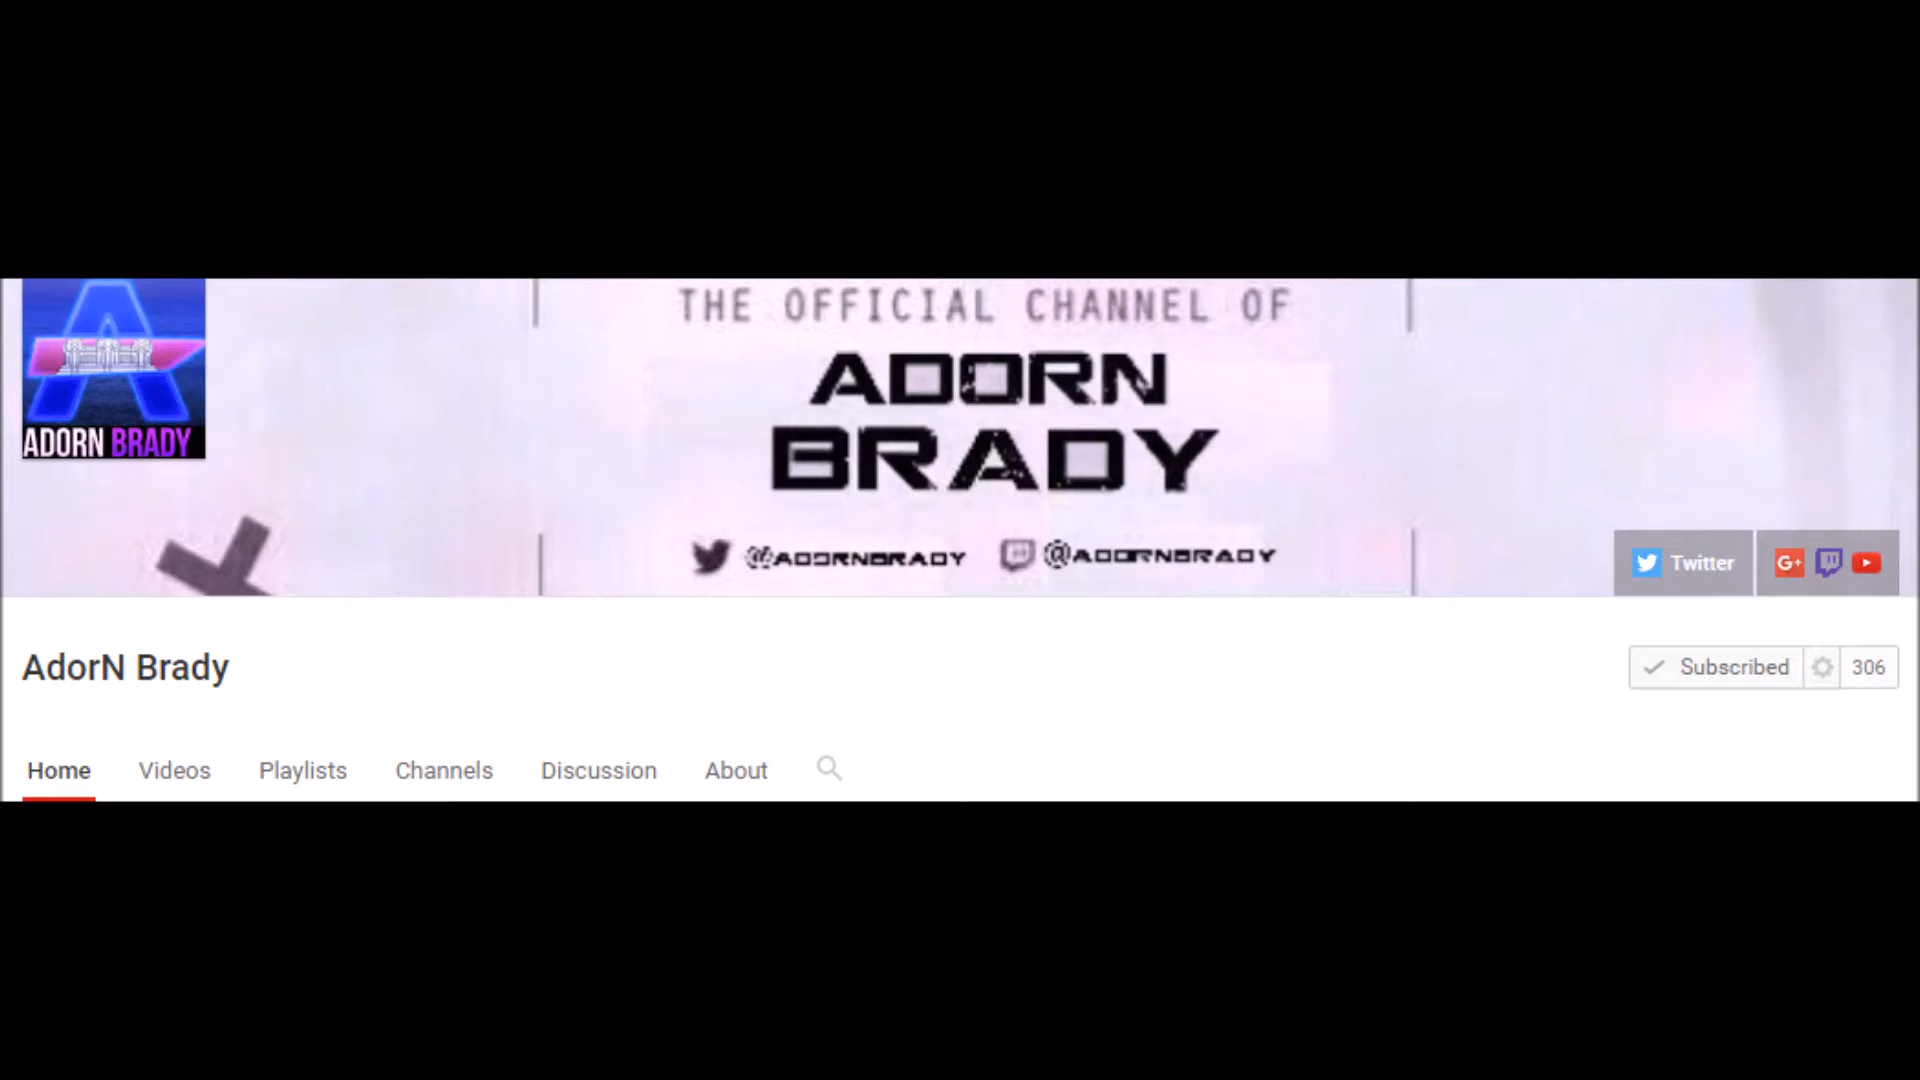 THE OFFICIAL CHANNEL OF
ADORN
BRADY
ADORN BRADY
@ADORNBRADY @ADORNBRADY
Twitter G+
AdorN Brady
Subscribed 306
Home Videos Playlists Channels Discussion About